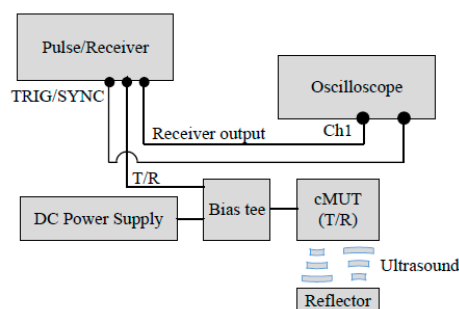 Pulse/Receiver
TRIG/SYNC
Oscilloscope
Receiver output
Ch1
T/R
DC Power Supply
Bias tee
cMUT
(T/R)
Ultrasound
Reflector